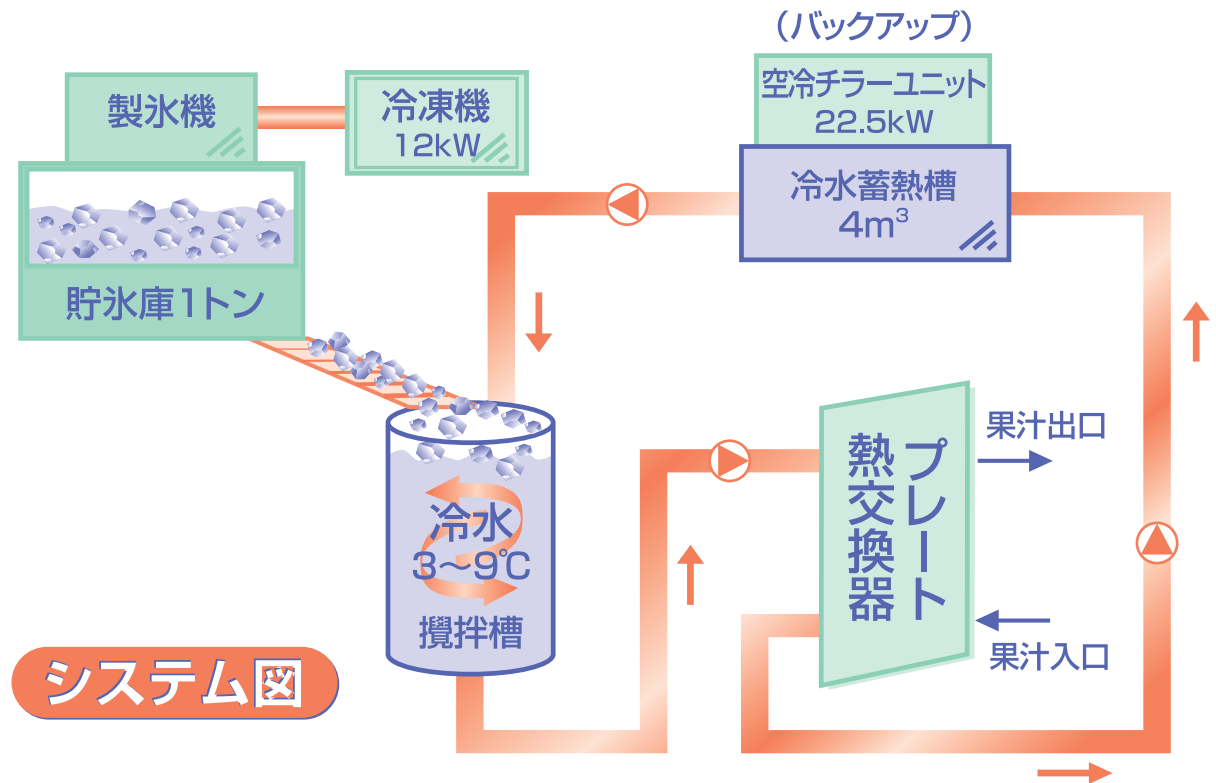 (バックアップ)
空冷チラーユニット
22.5kW
製氷機
冷凍機
12kW
冷水蓄熱槽
4m³
貯氷庫1トン
プレート
熱交換器
果汁出口
冷水
3～9℃
攪拌槽
果汁入口
システム図